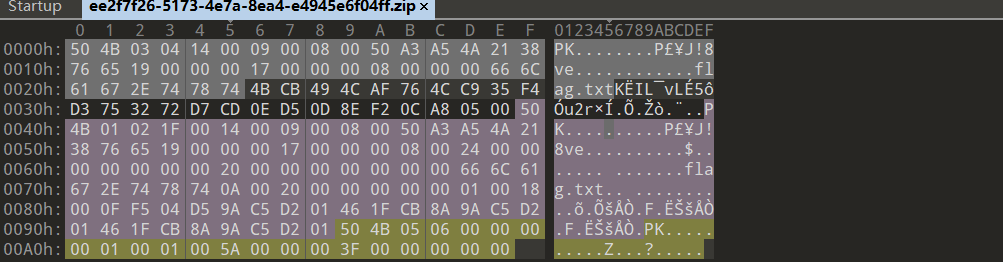 Startup ee2f7f26-5173-4e7a-8ea4-e4945e6f04ff.zip ×
0 1 2 3 4 5 6 7 8 9 A B C D E F 0123456789ABCDEF
0000h: 50 4B 03 04 14 00 09 00 08 00 50 A3 A5 4A 21 38 PK........P£¥J!8
0010h: 76 65 19 00 00 00 17 00 00 00 08 00 00 00 66 6C ve............fl
0020h: 61 67 2E 74 78 74 4B CB 49 4C AF 76 4C C9 35 F4 ag.txtKËIL¯vLÉ5ô
0030h: D3 75 32 72 D7 CD 0E D5 0D 8E F2 0C A8 05 00 50 Óu2r×Í.Õ.Žò.¨..P
0040h: 4B 01 02 1F 00 14 00 09 00 08 00 50 A3 A5 4A 21 K..........P£¥J!
0050h: 38 76 65 19 00 00 00 17 00 00 00 08 00 24 00 00 8ve..........$..
0060h: 00 00 00 00 00 20 00 00 00 00 00 00 00 66 6C 61 ..... .......fla
0070h: 67 2E 74 78 74 0A 00 20 00 00 00 00 00 01 00 18 g.txt.. ........
0080h: 00 0F F5 04 D5 9A C5 D2 01 46 1F CB 8A 9A C5 D2 ..õ.ÕšÅÒ.F.ËŠšÅÒ
0090h: 01 46 1F CB 8A 9A C5 D2 01 50 4B 05 06 00 00 00 .F.ËŠšÅÒ.PK.....
00A0h: 00 01 00 01 00 5A 00 00 00 3F 00 00 00 00 00 .....Z...?.....